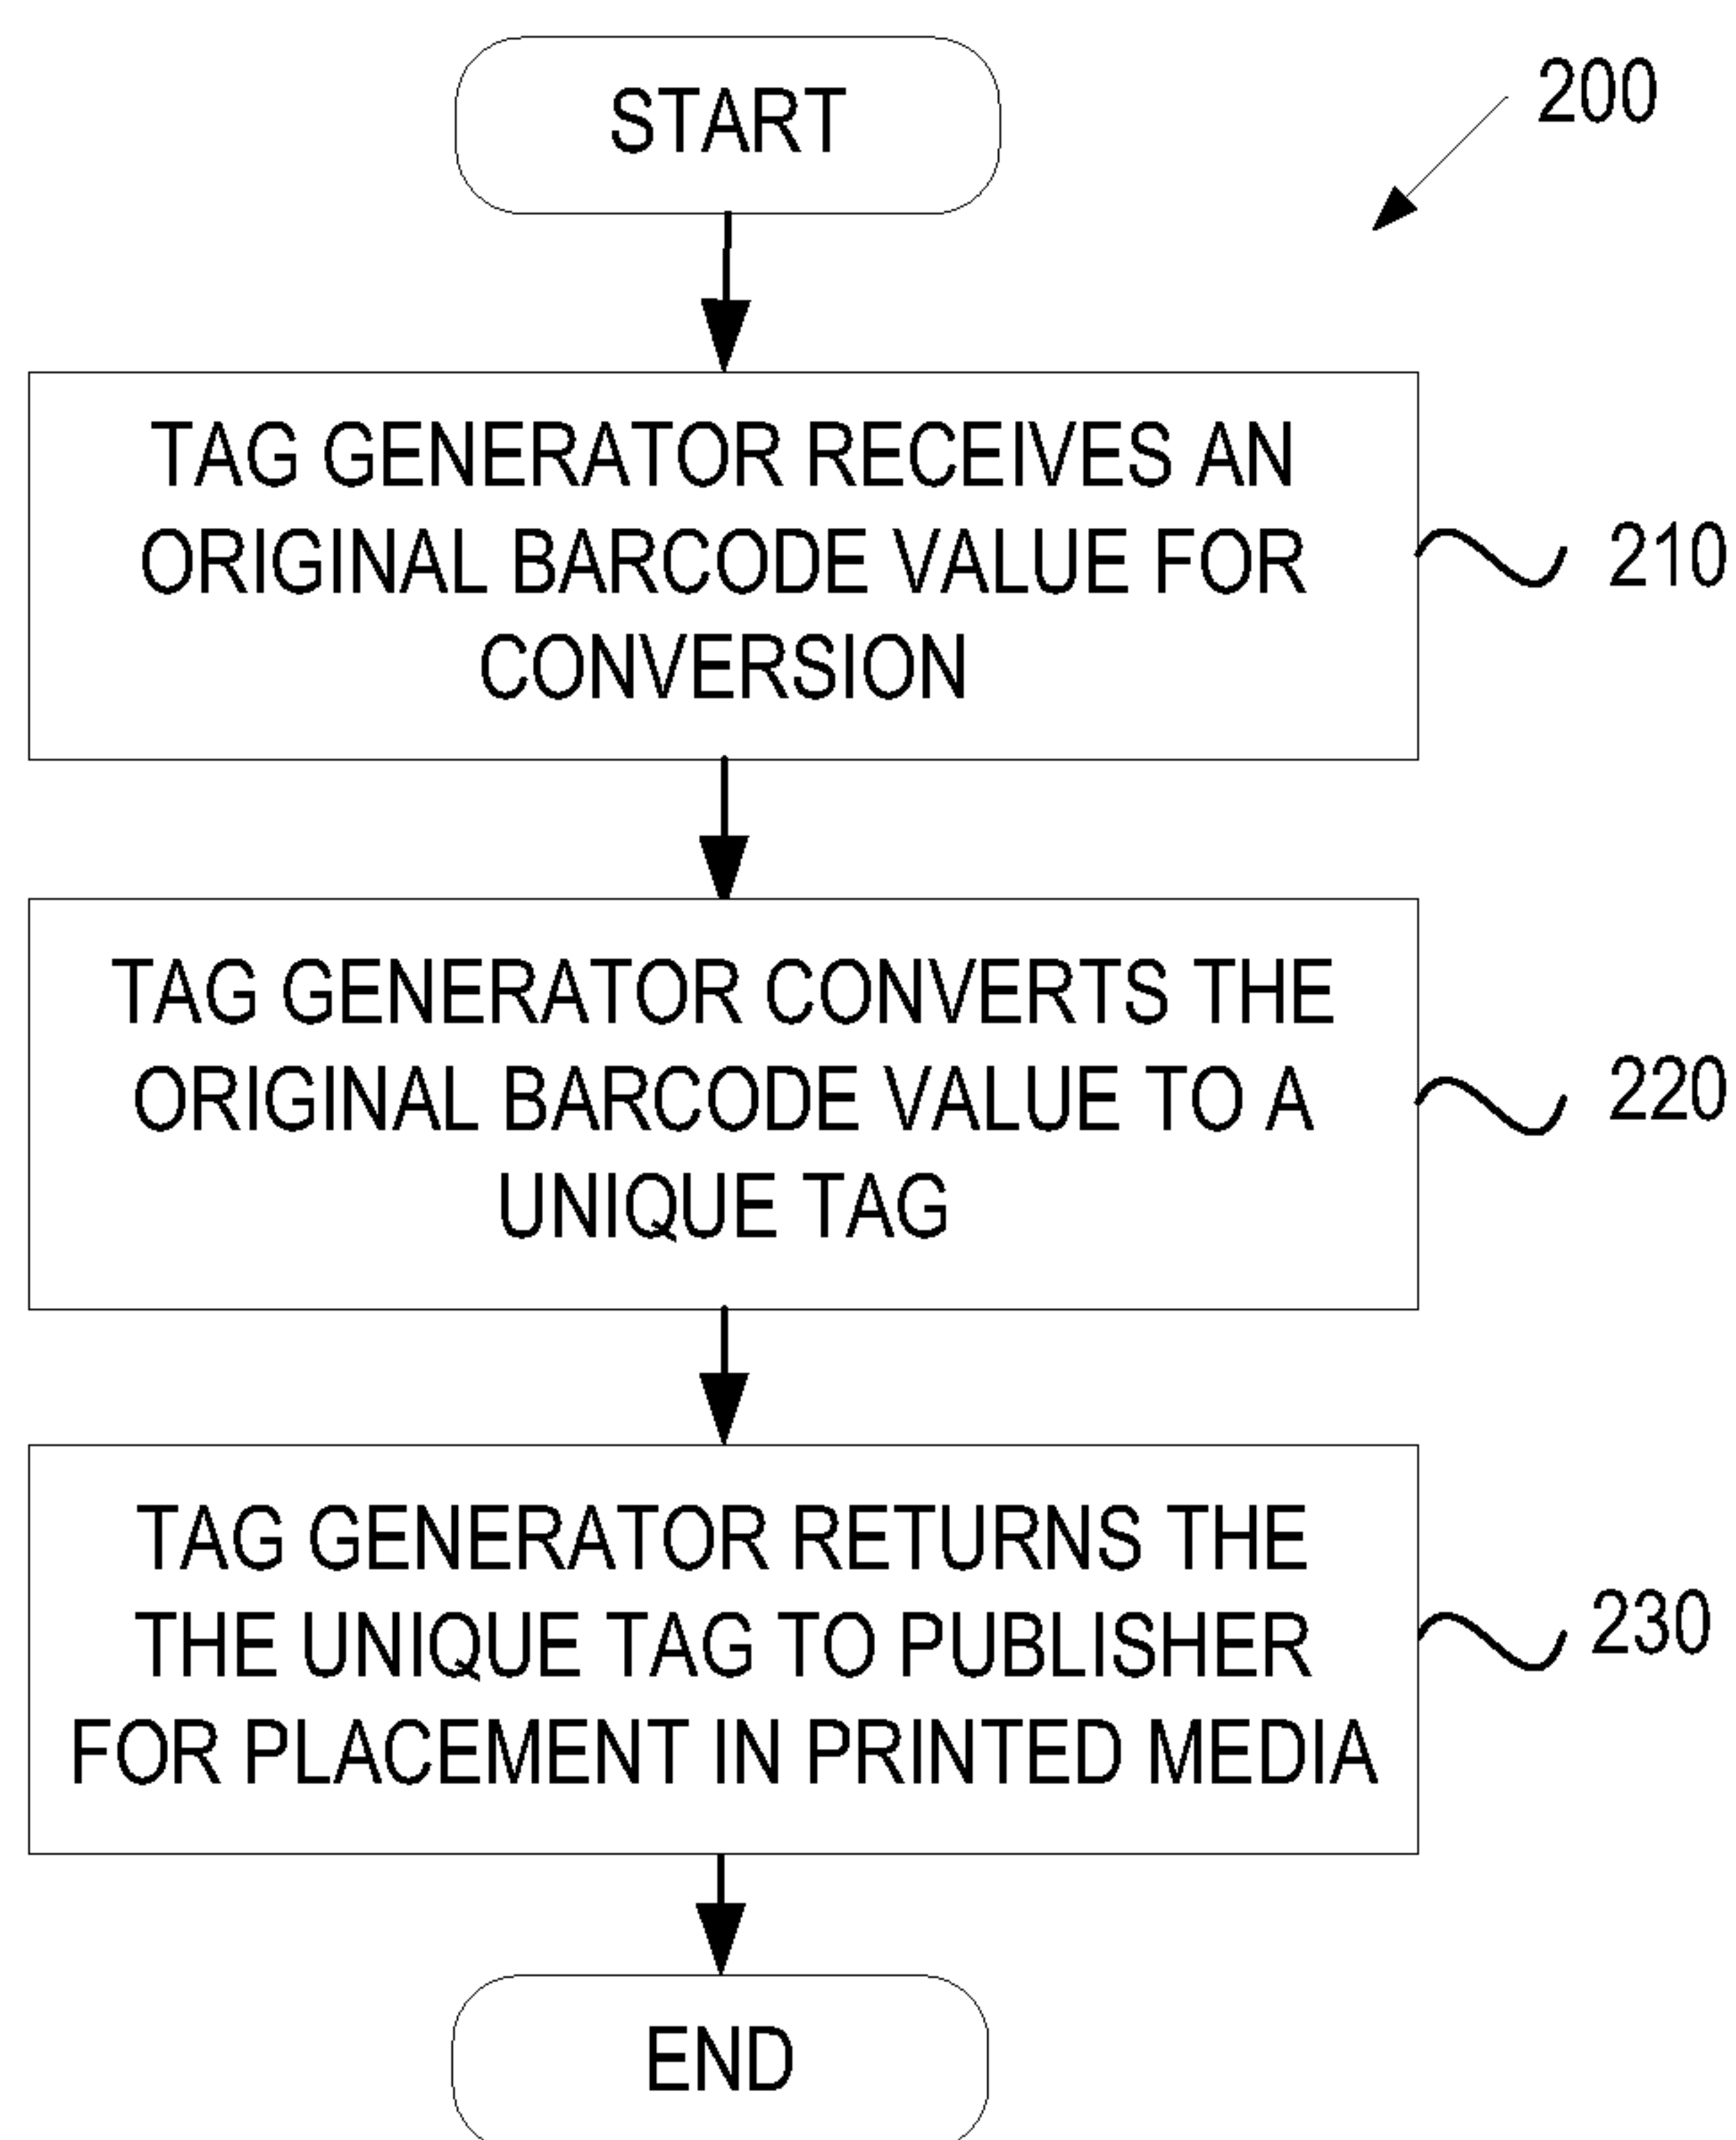 START
200
TAG GENERATOR RECEIVES AN
ORIGINAL BARCODE VALUE FOR
CONVERSION
210
TAG GENERATOR CONVERTS THE
ORIGINAL BARCODE VALUE TO A
UNIQUE TAG
220
TAG GENERATOR RETURNS THE
THE UNIQUE TAG TO PUBLISHER
FOR PLACEMENT IN PRINTED MEDIA
230
END